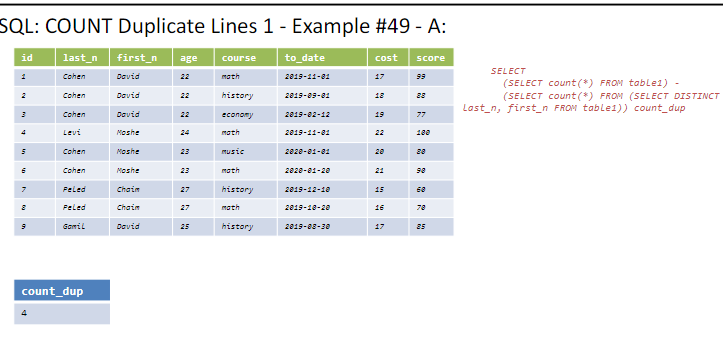 SQL: COUNT Duplicate Lines 1 - Example #49 - A:
id last_n first_n age course to_date cost score
1 Cohen David 22 math 2019-11-01 17 99
2 Cohen David 22 history 2019-09-01 18 88
3 Cohen David 22 economy 2019-02-12 19 77
4 Levi Moshe 24 math 2019-11-01 22 100
5 Cohen Moshe 23 music 2020-01-01 20 80
6 Cohen Moshe 23 math 2020-01-20 21 90
7 Peled Chaim 27 history 2019-12-10 15 60
8 Peled Chaim 27 math 2019-10-20 16 70
9 Gamil David 25 history 2019-08-30 17 85
SELECT
(SELECT count(*) FROM table1) -
(SELECT count(*) FROM (SELECT DISTINCT
last_n, first_n FROM table1)) count_dup
count_dup
4